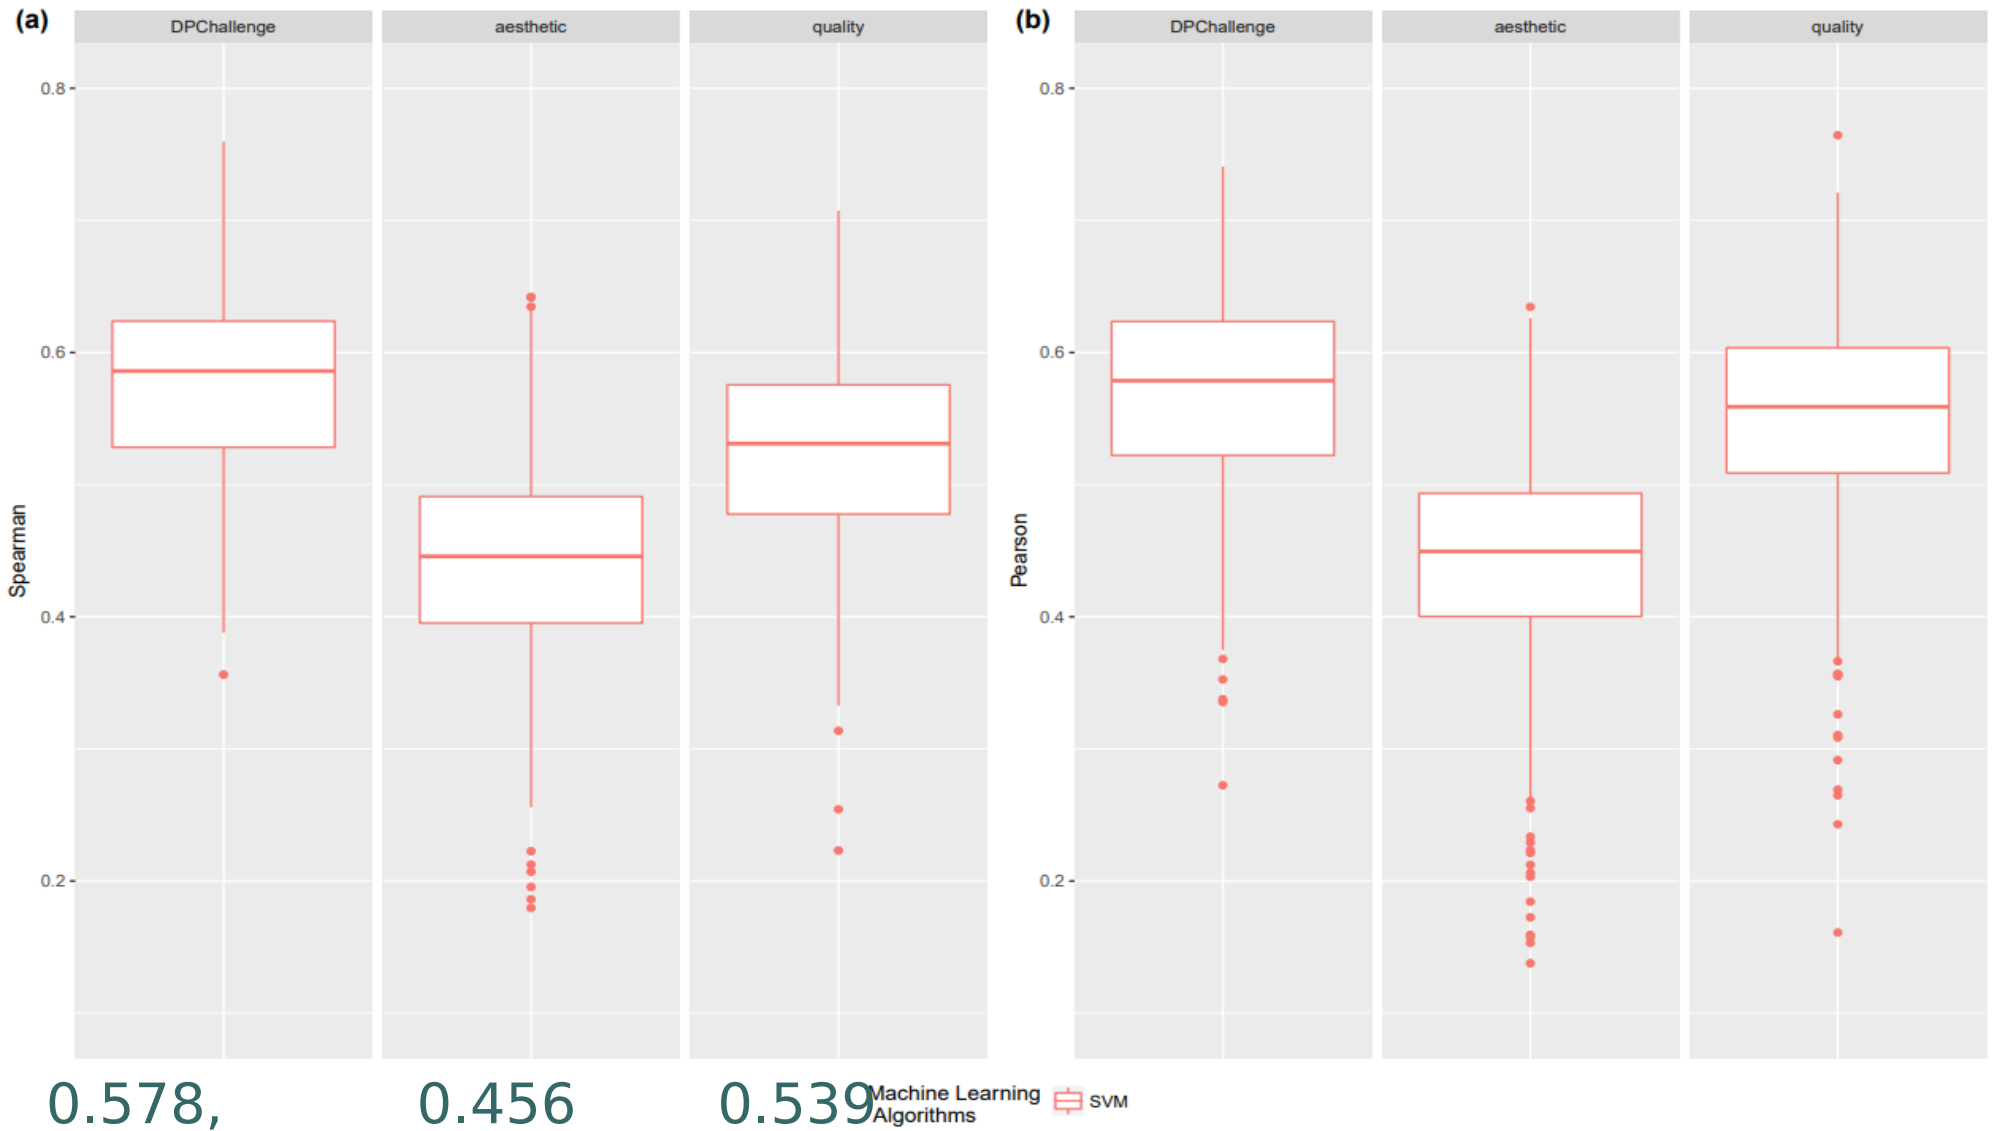 (a)
DPChallenge aesthetic quality
0.8
0.6
0.4
0.2
Spearman
(b)
DPChallenge aesthetic quality
0.8
0.6
0.4
0.2
Pearson
0.578, 0.456 0.539
Machine Learning
Algorithms
SVM